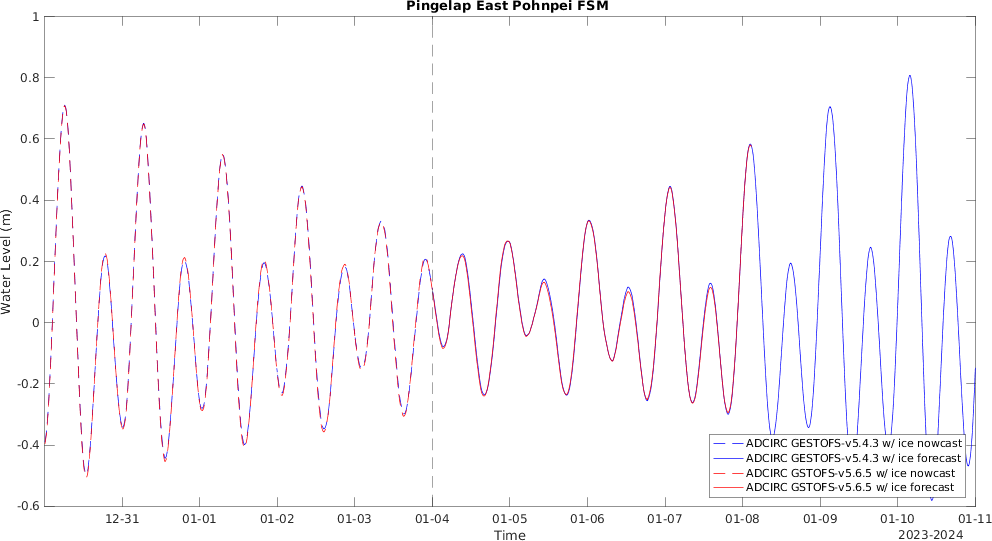 Pingelap East Pohnpei FSM
Water Level (m)
1
0.8
0.6
0.4
0.2
0
-0.2
-0.4
-0.6
ADCIRC GESTOFS-v5.4.3 w/ ice nowcast
ADCIRC GESTOFS-v5.4.3 w/ ice forecast
ADCIRC GSTOFS-v5.6.5 w/ ice nowcast
ADCIRC GSTOFS-v5.6.5 w/ ice forecast
12-31 01-01 01-02 01-03 01-04 01-05 01-06 01-07 01-08 01-09 01-10 01-11
Time
2023-2024